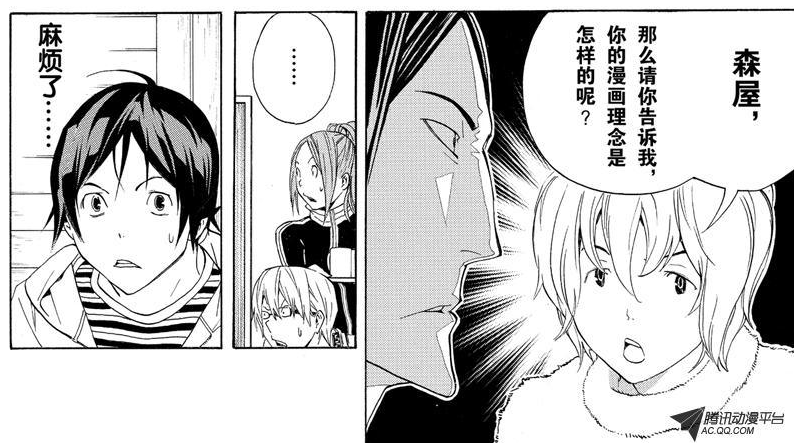 森屋,
那么请你告诉我,
你的漫画理念是
怎样的呢?
……
麻烦了……
腾讯动漫平台
AC.QQ.COM